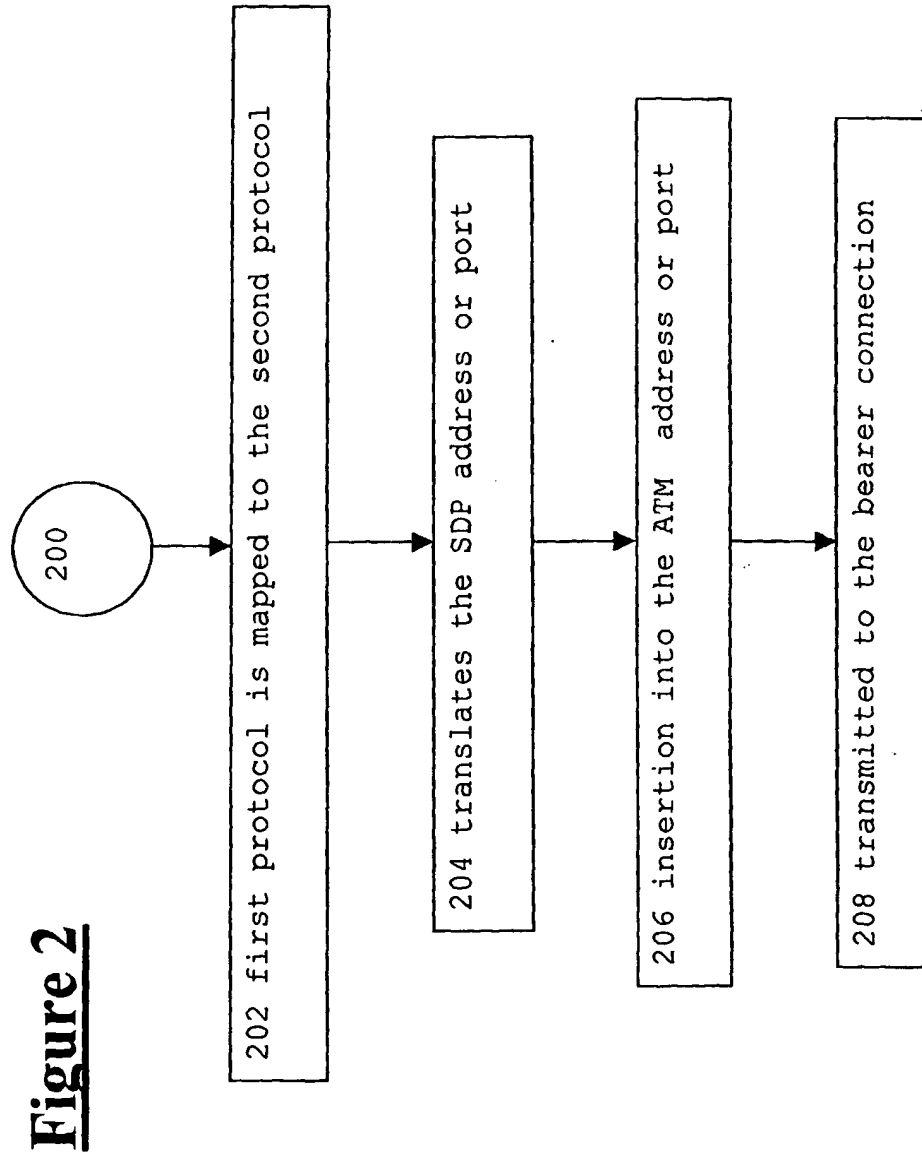 Figure 2
200
202 first protocol is mapped to the second protocol
204 translates the SDP address or port
206 insertion into the ATM address or port
208 transmitted to the bearer connection